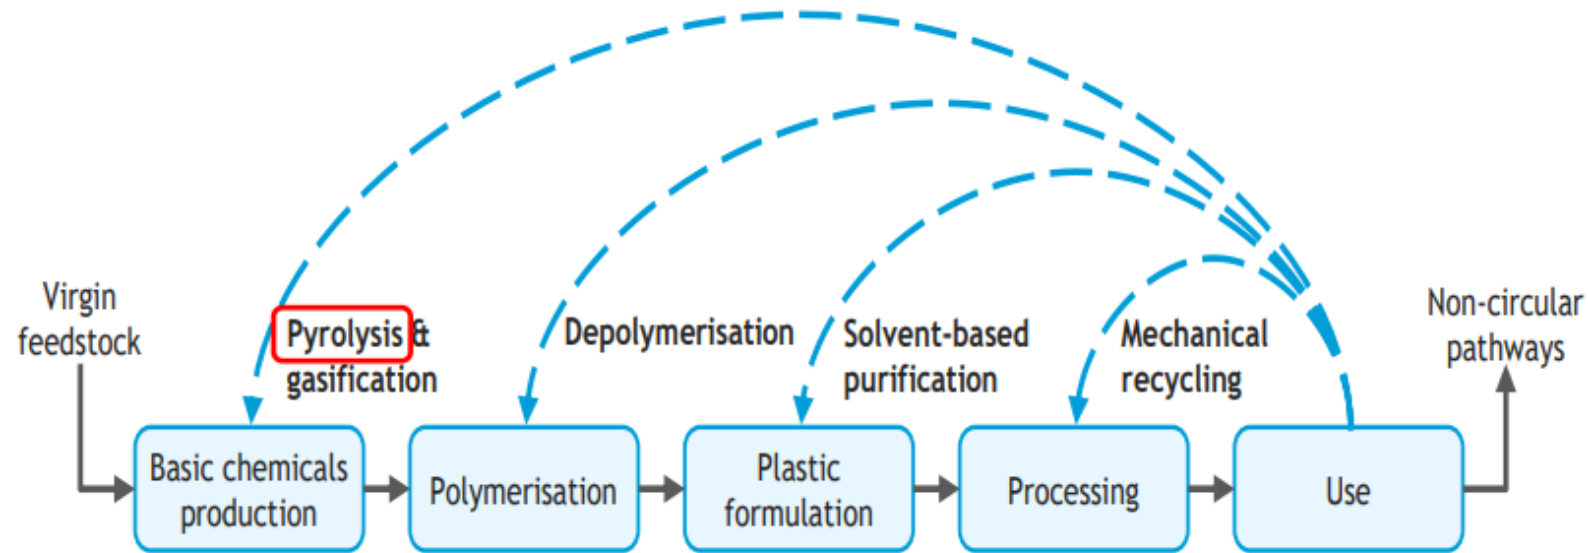 Virgin
feedstock
Pyrolysis &
gasification
Depolymerisation
Solvent-based
purification
Mechanical
recycling
Non-circular
pathways
Basic chemicals
production
Polymerisation
Plastic
formulation
Processing
Use